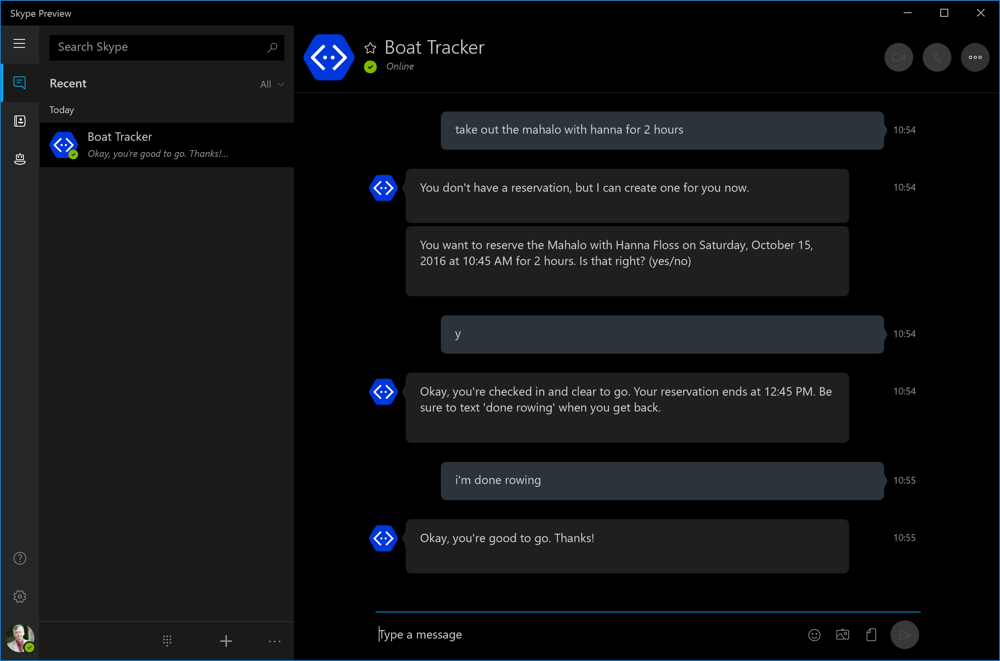 Skype Preview
Search Skype
Recent
All
Today
Boat Tracker
Okay, you're good to go. Thanks!...
Boat Tracker
Online
take out the mahalo with hanna for 2 hours
10:54
You don't have a reservation, but I can create one for you now.
10:54
You want to reserve the Mahalo with Hanna Floss on Saturday, October 15,
2016 at 10:45 AM for 2 hours. Is that right? (yes/no)
y
10:54
Okay, you're checked in and clear to go. Your reservation ends at 12:45 PM. Be
sure to text 'done rowing' when you get back.
10:54
i'm done rowing
10:55
Okay, you're good to go. Thanks!
10:55
Type a message